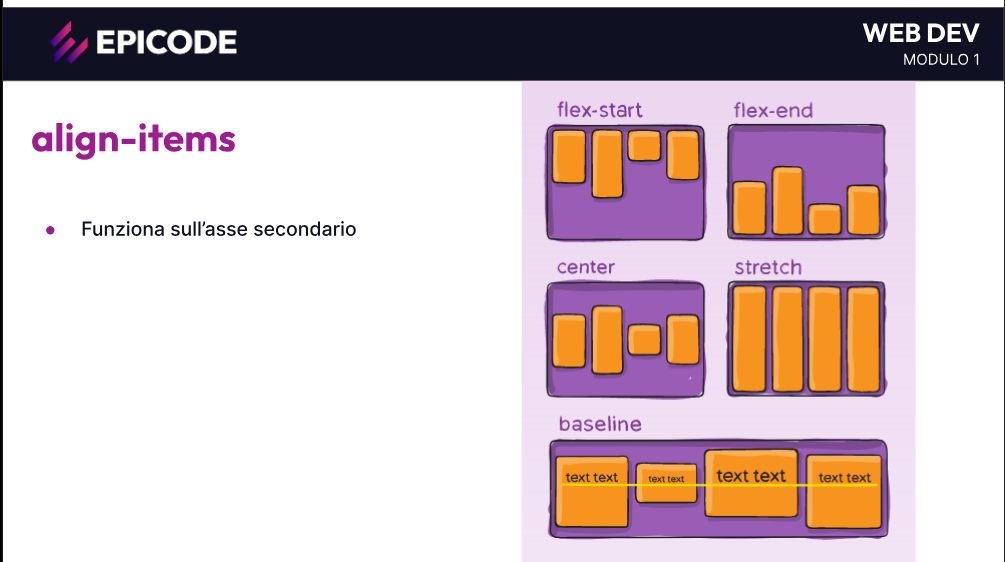 EPICODE
WEB DEV
MODULO 1
align-items
• Funziona sull'asse secondario
flex-start
flex-end
center
stretch
baseline
text text
text text
text text
text text